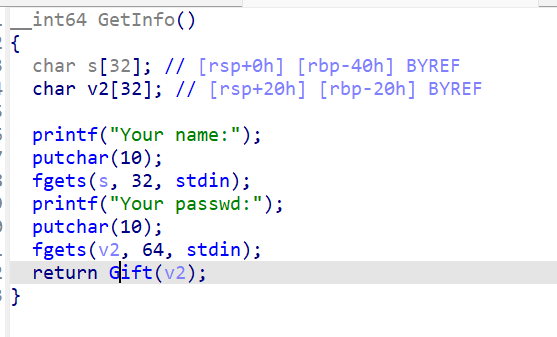 __int64 GetInfo()
{
  char s[32]; // [rsp+0h] [rbp-40h] BYREF
  char v2[32]; // [rsp+20h] [rbp-20h] BYREF
  printf("Your name:");
  putchar(10);
  fgets(s, 32, stdin);
  printf("Your passwd:");
  putchar(10);
  fgets(v2, 64, stdin);
  return Gift(v2);
}